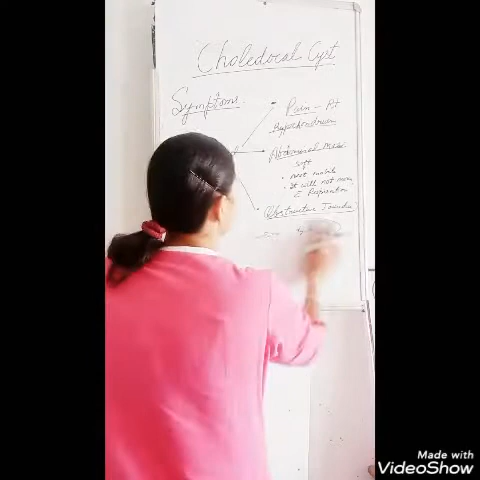 Choledocal Cyst
Symptoms:
Pain - Rt
Hypochondrium
Abdominal Mass
Soft
• Not mobile
• It will not move
c Respiration
Obstructive Jaundice
Made with
VideoShow